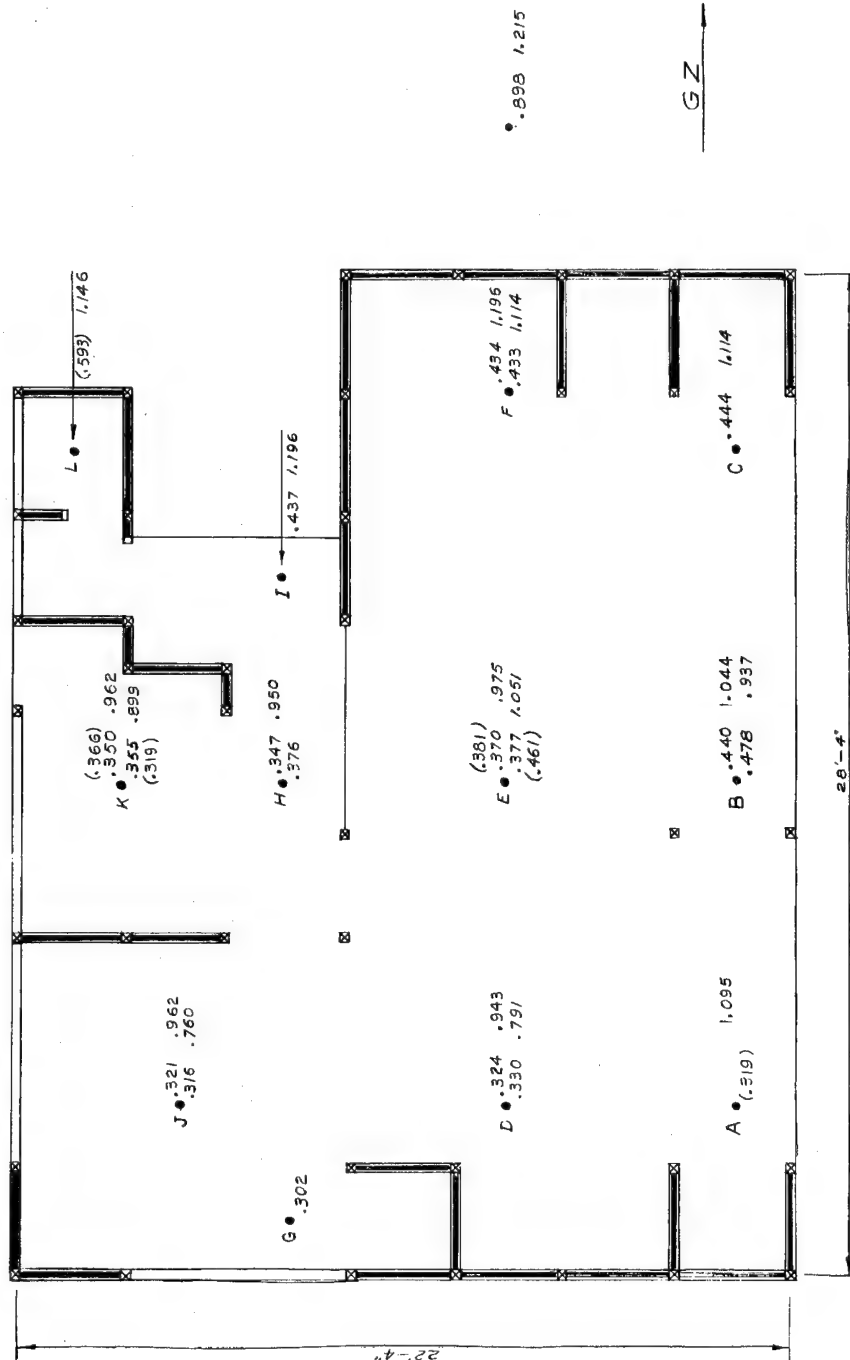 .898 1.215
GZ
(.593) 1.146
L
.437 1.196
I
F .434 1.196
.433 1.114
C .444 1.114
(.366)
K .350 .962
.355 .899
(.319)
H .347 .950
.376
(.381)
E .370 .975
.377 1.051
(.461)
B .440 1.044
.478 .937
28'-4"
J .321 .962
.316 .760
D .324 .943
.330 .791
A (.319) 1.095
G .302
22'-4"